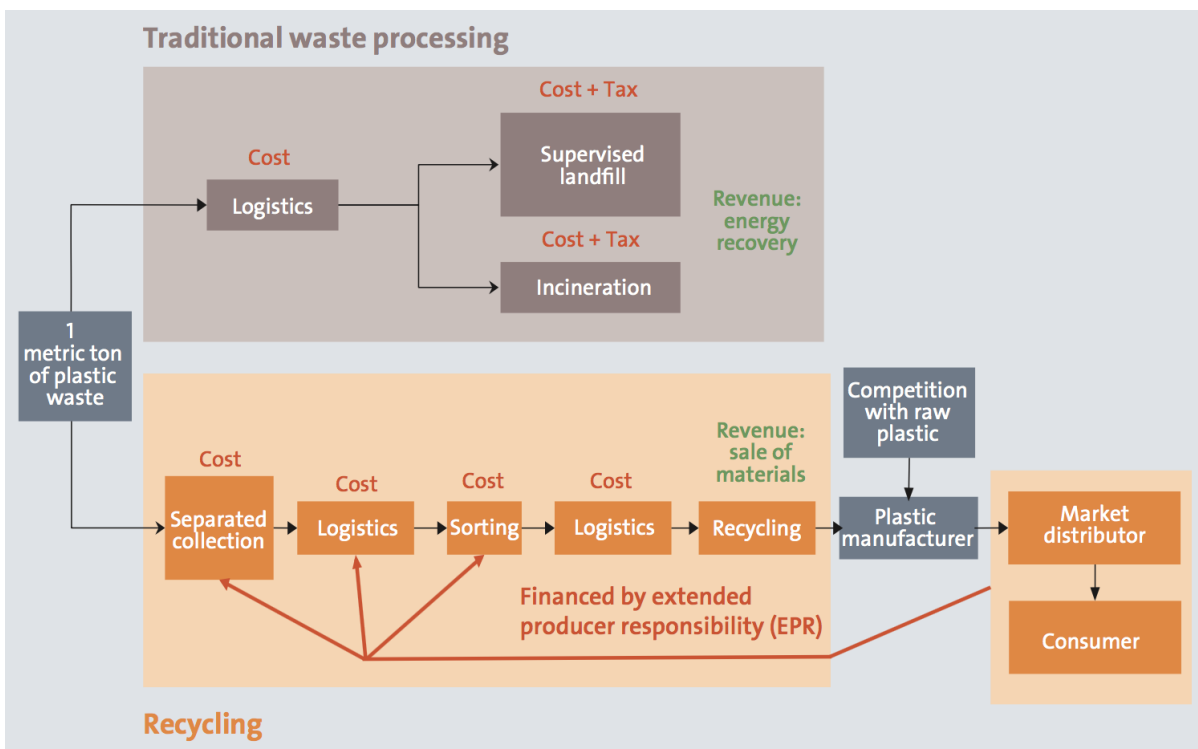 Traditional waste processing
Cost + Tax
Cost
Supervised
landfill
Logistics
Revenue:
energy
recovery
Cost + Tax
Incineration
1
metric ton
of plastic
waste
Competition
with raw
plastic
Revenue:
sale of
materials
Cost
Cost
Cost
Cost
Separated
collection
Logistics
Sorting
Logistics
Recycling
Plastic
manufacturer
Market
distributor
Financed by extended
producer responsibility (EPR)
Consumer
Recycling